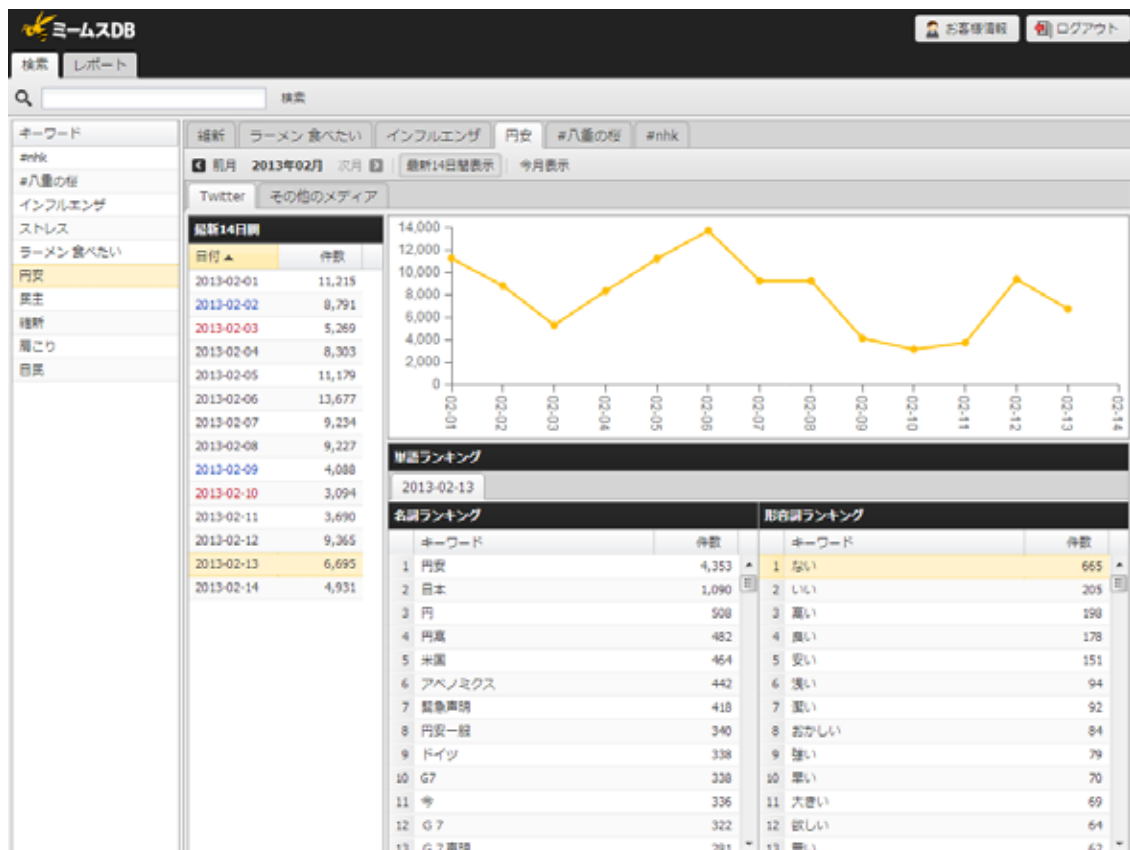 ミームスDB
お客様情報 ログアウト
検索 レポート
検索
キーワード
#nhk
#八重の桜
インフルエンザ
ストレス
ラーメン 食べたい
円安
民主
維新
肩こり
自民
維新 ラーメン 食べたい インフルエンザ 円安 #八重の桜 #nhk
前月 2013年02月 次月 最新14日間表示 今月表示
Twitter その他のメディア
最新14日間
日付 件数
2013-02-01 11,215
2013-02-02 8,791
2013-02-03 5,269
2013-02-04 8,303
2013-02-05 11,179
2013-02-06 13,677
2013-02-07 9,234
2013-02-08 9,227
2013-02-09 4,088
2013-02-10 3,094
2013-02-11 3,690
2013-02-12 9,365
2013-02-13 6,695
2013-02-14 4,931
14,000
12,000
10,000
8,000
6,000
4,000
2,000
0
02-01 02-02 02-03 02-04 02-05 02-06 02-07 02-08 02-09 02-10 02-11 02-12 02-13 02-14
単語ランキング
2013-02-13
名詞ランキング
キーワード 件数
1 円安 4,353
2 日本 1,090
3 円 508
4 円高 482
5 米国 464
6 アベノミクス 442
7 緊急声明 418
8 円安一服 340
9 ドイツ 338
10 G7 338
11 今 336
12 G 7 322
13 G 7 声明 281
形容詞ランキング
キーワード 件数
1 ない 665
2 いい 205
3 高い 198
4 良い 178
5 安い 151
6 浅い 94
7 い 92
8 おかしい 84
9 強い 79
10 早い 70
11 大きい 69
12 欲しい 64
13 い 62